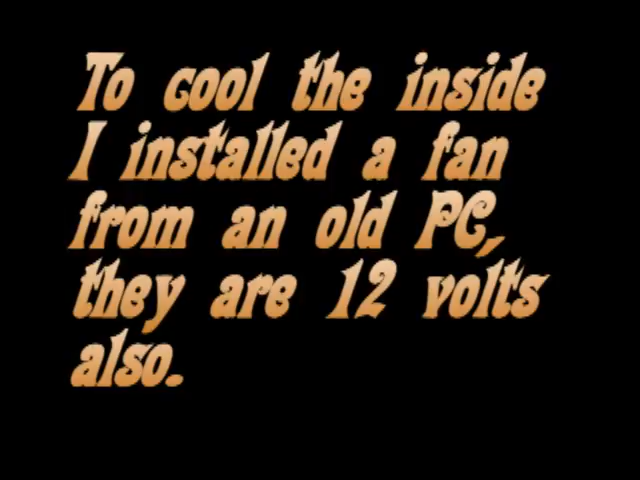 To cool the inside
I installed a fan
from an old PC,
they are 12 volts
also.